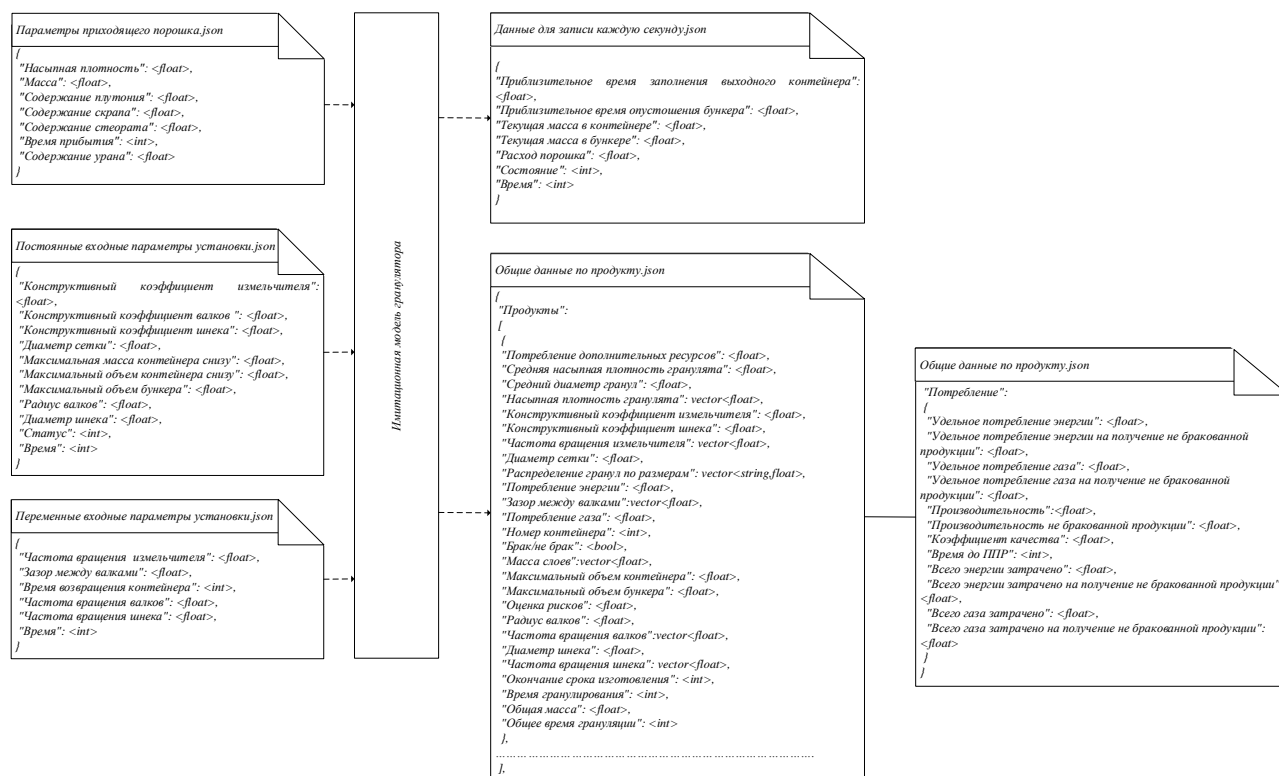 Параметры приходящего порошка.json
{
"Насыпная плотность": <float>,
"Масса": <float>,
"Содержание плутония": <float>,
"Содержание скрапа": <float>,
"Содержание стеората": <float>,
"Время прибытия": <int>,
"Содержание урана": <float>
}
Постоянные входные параметры установки.json
{
"Конструктивный коэффициент измельчителя":
<float>,
"Конструктивный коэффициент валков ": <float>,
"Конструктивный коэффициент шнека": <float>,
"Диаметр сетки": <float>,
"Максимальная масса контейнера снизу": <float>,
"Максимальный объем контейнера снизу": <float>,
"Максимальный объем бункера": <float>,
"Радиус валков": <float>,
"Диаметр шнека": <float>,
"Статус": <int>,
"Время": <int>
}
Переменные входные параметры установки.json
{
"Частота вращения  измельчителя": <float>,
"Зазор между валками": <float>,
"Время возвращения контейнера": <int>,
"Частота вращения валков": <float>,
"Частота вращения шнека": <float>,
"Время": <int>
}
Имитационная модель гранулятора
Данные для записи каждую секунду.json
{
"Приблизительное время заполнения выходного контейнера":
<float>,
"Приблизительное время опустошения бункера": <float>,
"Текущая масса в контейнере": <float>,
"Текущая масса в бункере": <float>,
"Расход порошка": <float>,
"Состояние": <int>,
"Время": <int>
}
Общие данные по продукту.json
{
"Продукты":
[
{
"Потребление дополнительных ресурсов": <float>,
"Средняя насыпная плотность гранулята": <float>,
"Средний диаметр гранул": <float>,
"Насыпная плотность гранулята": vector<float>,
"Конструктивный коэффициент измельчителя": <float>,
"Конструктивный коэффициент шнека": <float>,
"Частота вращения измельчителя": vector<float>,
"Диаметр сетки": <float>,
"Распределение гранул по размерам": vector<string,float>,
"Потребление энергии": <float>,
"Зазор между валками":vector<float>,
"Потребление газа": <float>,
"Номер контейнера": <int>,
"Брак/не брак": <bool>,
"Масса слоев":vector<float>,
"Максимальный объем контейнера": <float>,
"Максимальный объем бункера": <float>,
"Оценка рисков": <float>,
"Радиус валков": <float>,
"Частота вращения валков":vector<float>,
"Диаметр шнека": <float>,
"Частота вращения шнека": vector<float>,
"Окончание срока изготовления": <int>,
"Время гранулирования": <int>,
"Общая масса": <float>,
"Общее время грануляции": <int>
},
……………………………………………………………………………
],
Общие данные по продукту.json
"Потребление":
{
"Удельное потребление энергии": <float>,
"Удельное потребление энергии на получение не бракованной
продукции": <float>,
"Удельное потребление газа": <float>,
"Удельное потребление газа на получение не бракованной
продукции": <float>,
"Производительность":<float>,
"Производительность не бракованной продукции": <float>,
"Коэффициент качества": <float>,
"Время до ППР": <int>,
"Всего энергии затрачено": <float>,
"Всего энергии затрачено на получение не бракованной продукции":
<float>,
"Всего газа затрачено": <float>,
"Всего газа затрачено на получение не бракованной продукции":
<float>
}
}